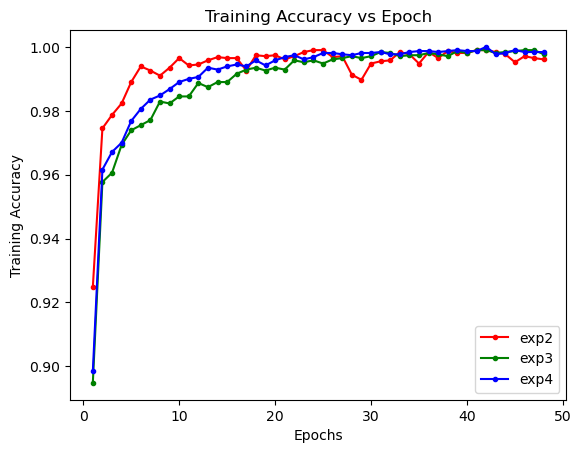 Training Accuracy vs Epoch
Training Accuracy
1.00
0.98
0.96
0.94
0.92
0.90
exp2
exp3
exp4
0
10
20
30
40
50
Epochs